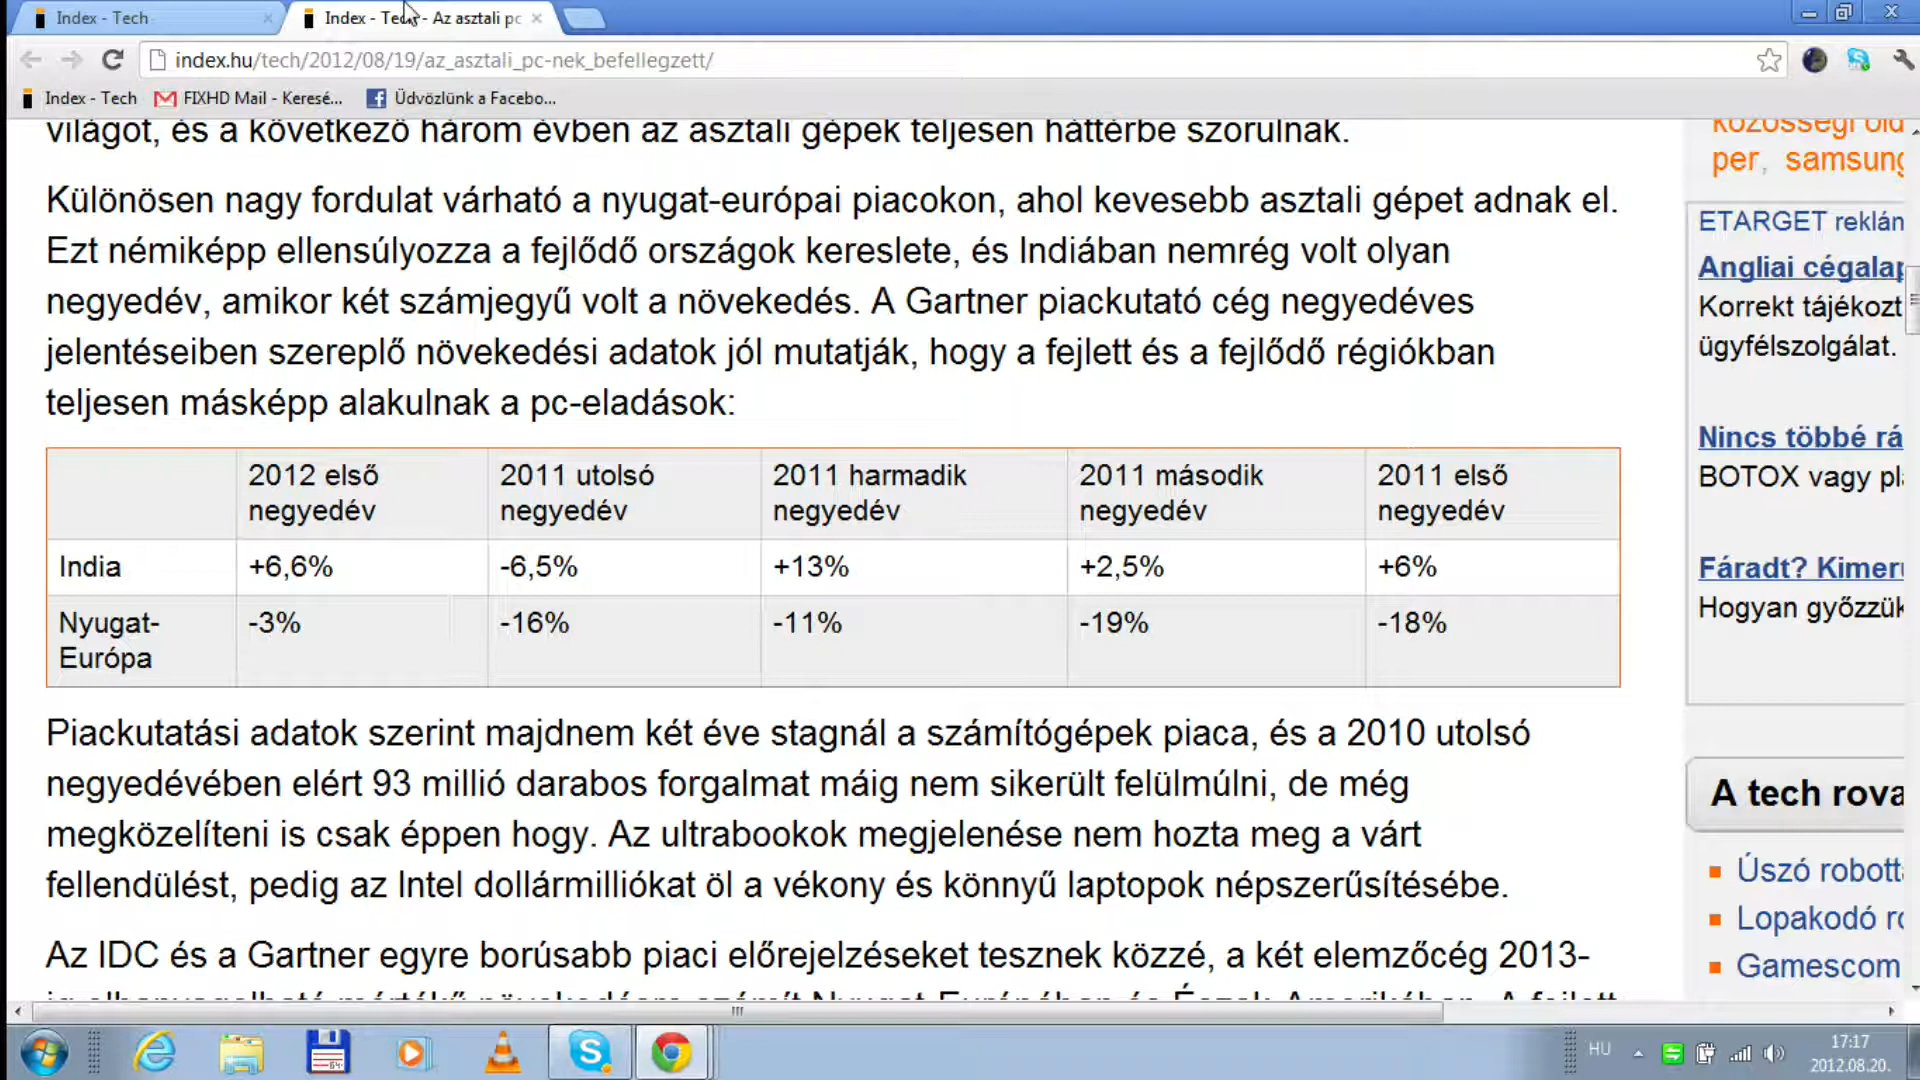 Index - Tech
Index - Tech - Az asztali pc
index.hu/tech/2012/08/19/az_asztali_pc-nek_befellegzett/
Index - Tech
FIXHD Mail - Keresé...
Üdvözlünk a Facebo...
világot, és a következő három évben az asztali gépek teljesen háttérbe szorulnak.
Különösen nagy fordulat várható a nyugat-európai piacokon, ahol kevesebb asztali gépet adnak el.
Ezt némiképp ellensúlyozza a fejlődő országok kereslete, és Indiában nemrég volt olyan
negyedév, amikor két számjegyű volt a növekedés. A Gartner piackutató cég negyedéves
jelentéseiben szereplő növekedési adatok jól mutatják, hogy a fejlett és a fejlődő régiókban
teljesen másképp alakulnak a pc-eladások:
2012 első negyedév
2011 utolsó negyedév
2011 harmadik negyedév
2011 második negyedév
2011 első negyedév
India +6,6% -6,5% +13% +2,5% +6%
Nyugat-Európa -3% -16% -11% -19% -18%
Piackutatási adatok szerint majdnem két éve stagnál a számítógépek piaca, és a 2010 utolsó
negyedévében elért 93 millió darabos forgalmat máig nem sikerült felülmúlni, de még
megközelíteni is csak éppen hogy. Az ultrabookok megjelenése nem hozta meg a várt
fellendülést, pedig az Intel dollármilliókat öl a vékony és könnyű laptopok népszerűsítésébe.
Az IDC és a Gartner egyre borúsabb piaci előrejelzéseket tesznek közzé, a két elemzőcég 2013-
közösségi old
per, samsung
ETARGET reklám
Angliai cégalap
Korrekt tájékozt
ügyfélszolgálat.
Nincs többé rá
BOTOX vagy pl
Fáradt? Kimerü
Hogyan győzzük
A tech rova
Úszó robott
Lopakodó ro
Gamescom
HU
17:17
2012.08.20.